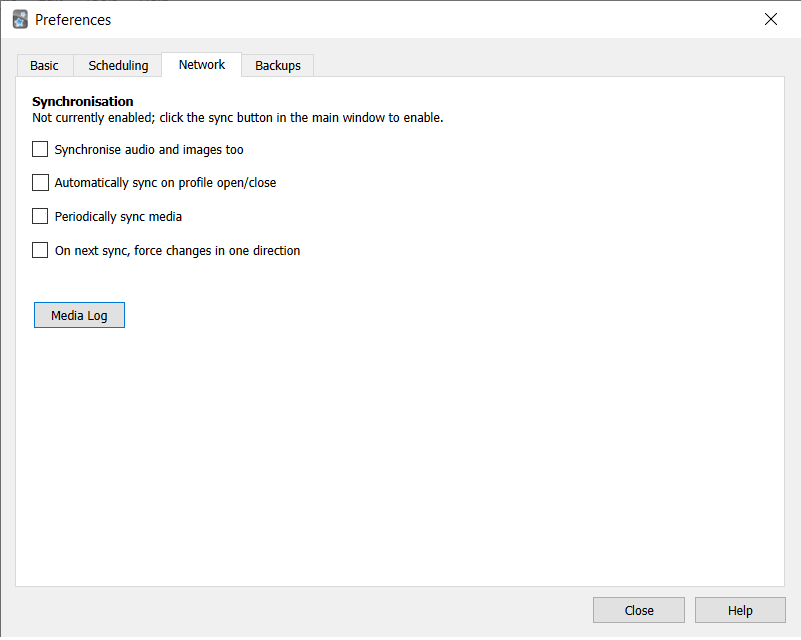 Preferences
Basic Scheduling Network Backups
Synchronisation
Not currently enabled; click the sync button in the main window to enable.
Synchronise audio and images too
Automatically sync on profile open/close
Periodically sync media
On next sync, force changes in one direction
Media Log
Close Help